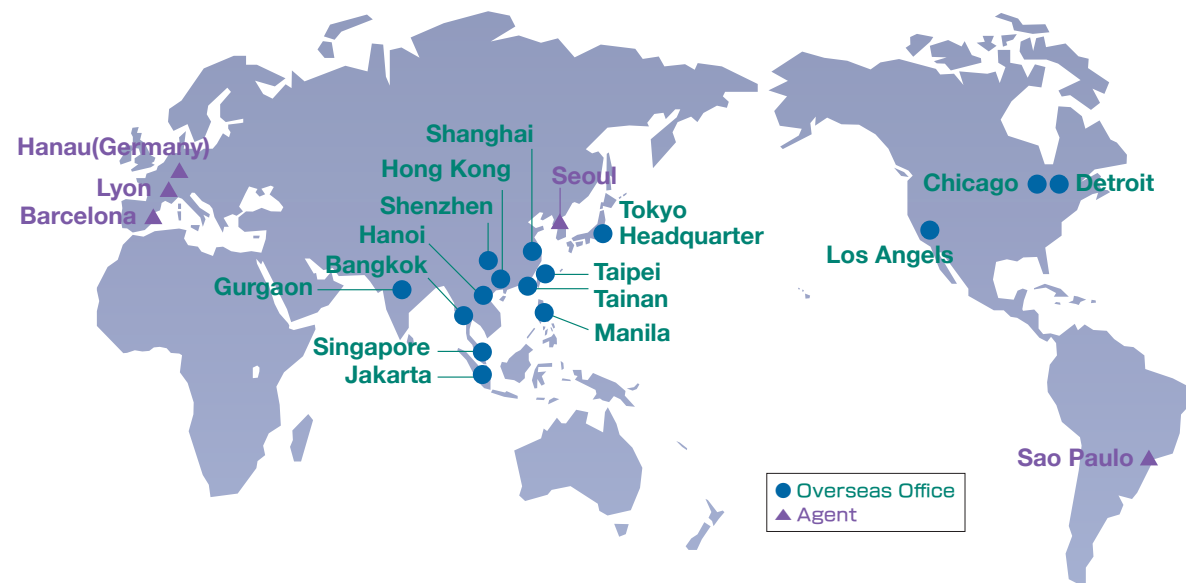 Shanghai
Hanau(Germany)
Hong Kong
Seoul
Lyon
Chicago
Detroit
Shenzhen
Tokyo
Headquarter
Barcelona
Hanoi
Los Angels
Bangkok
Taipei
Gurgaon
Tainan
Manila
Singapore
Jakarta
Sao Paulo
Overseas Office
Agent